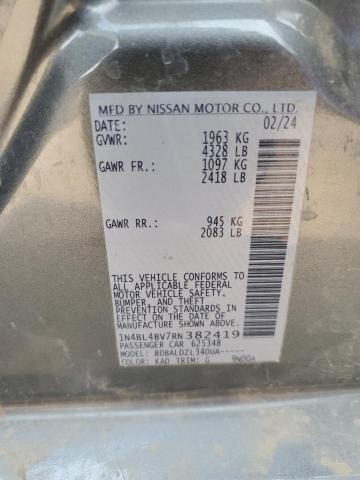 MFD BY NISSAN MOTOR CO., LTD.
DATE: 02/24
GVWR: 1963 KG
4328 LB
GAWR FR.: 1097 KG
2418 LB
GAWR RR.: 945 KG
2083 LB
THIS VEHICLE CONFORMS TO
ALL APPLICABLE FEDERAL
MOTOR VEHICLE SAFETY,
BUMPER, AND THEFT
PREVENTION STANDARDS
IN EFFECT ON THE DATE OF
MANUFACTURE SHOWN ABOVE.
1N4BL4BV7RN382419
PASSENGER CAR 625348
MODEL: BDBALDZL34DUA-----
COLOR: KAD TRIM: G 9N00A